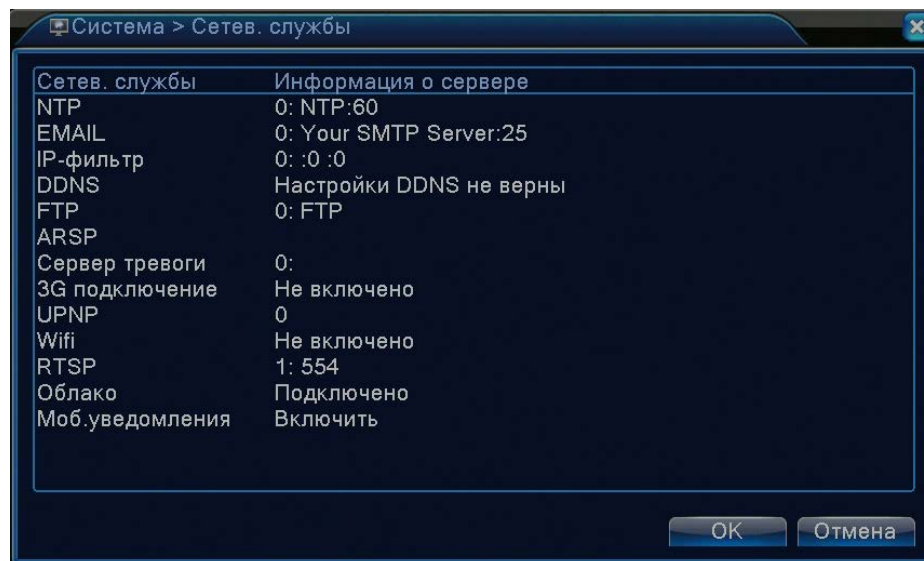 Система > Сетев. службы
Сетев. службы Информация о сервере
NTP 0: NTP:60
EMAIL 0: Your SMTP Server:25
IP-фильтр 0: :0 :0
DDNS Настройки DDNS не верны
FTP 0: FTP
ARSP
Сервер тревоги 0:
3G подключение Не включено
UPNP 0
Wifi Не включено
RTSP 1: 554
Облако Подключено
Моб.уведомления Включить
OK Отмена